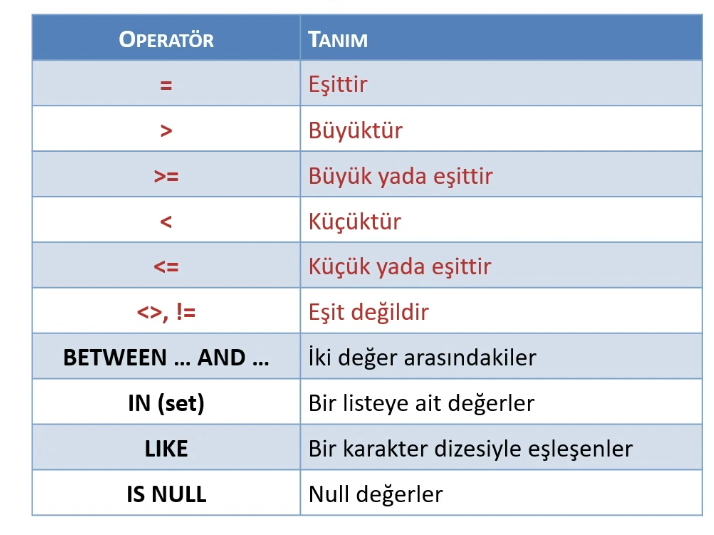 OPERATÖR TANIM
= Eşittir
> Büyüktür
>= Büyük yada eşittir
< Küçüktür
<= Küçük yada eşittir
<>, != Eşit değildir
BETWEEN ... AND ... İki değer arasındakiler
IN (set) Bir listeye ait değerler
LIKE Bir karakter dizesiyle eşleşenler
IS NULL Null değerler